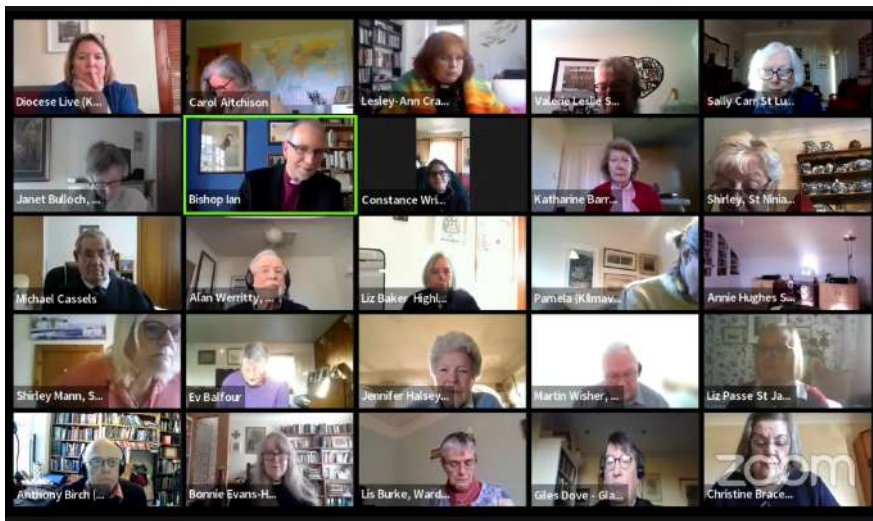 Diocese Live (K...
Carol Aitchison
Lesley-Ann Cra...
Valerie Leslie S...
Sally Carr St Lu...
Janet Bulloch, ...
Bishop Ian
Constance Wri...
Katharine Barr...
Shirley, St Ninia...
Michael Cassels
Alan Werritty, ...
Liz Baker Highl...
Pamela (Klimav...
Annie Hughes S...
Shirley Mann, S...
Ev Balfour
Jennifer Halsey...
Martin Wisher, ...
Liz Passe St Ja...
Anthony Birch (...
Bonnie Evans-H...
Lis Burke, Ward...
Giles Dove - Gla...
Christine Brace...
zoom